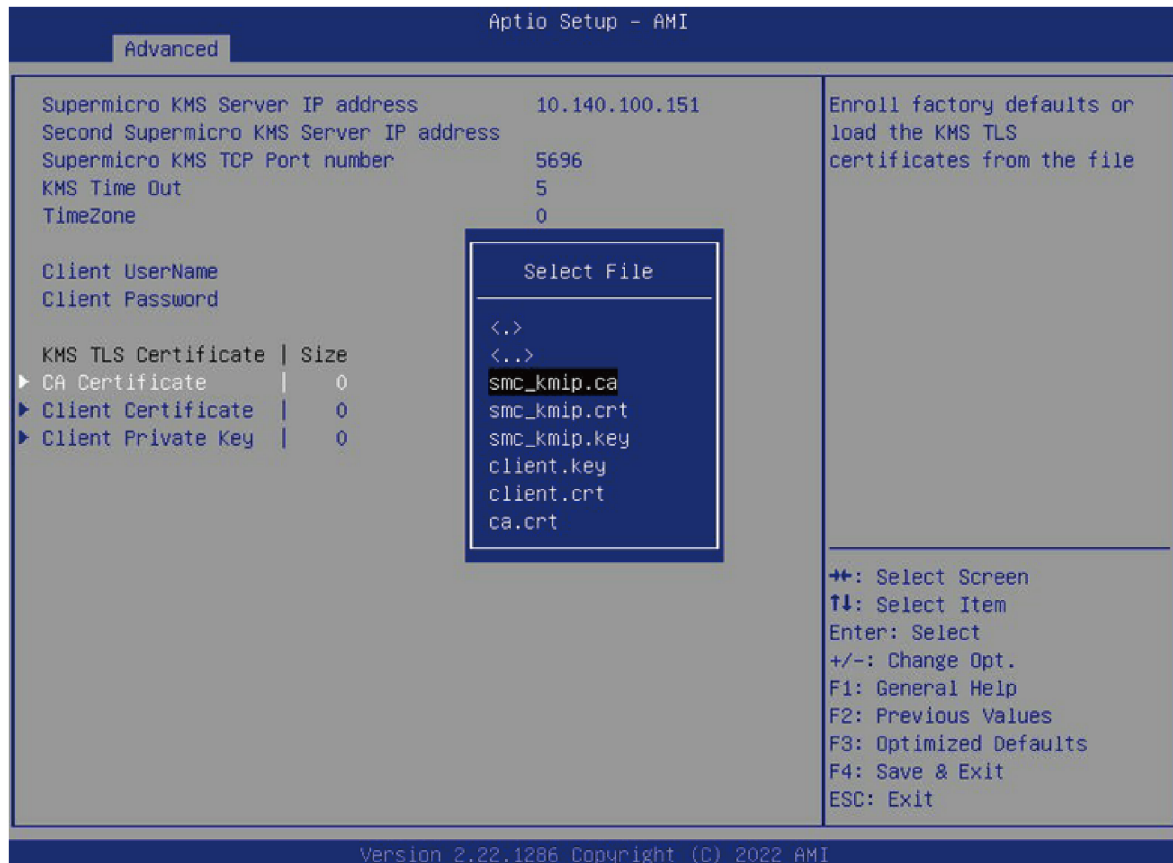 Aptio Setup - AMI
Advanced
Supermicro KMS Server IP address 10.140.100.151
Second Supermicro KMS Server IP address
Supermicro KMS TCP Port number 5696
KMS Time Out 5
TimeZone 0
Client UserName
Client Password
KMS TLS Certificate | Size
CA Certificate | 0
Client Certificate | 0
Client Private Key | 0
Select File
<.>
<..>
smc_kmip.ca
smc_kmip.crt
smc_kmip.key
client.key
client.crt
ca.crt
Enroll factory defaults or
load the KMS TLS
certificates from the file
→←: Select Screen
↑↓: Select Item
Enter: Select
+/-: Change Opt.
F1: General Help
F2: Previous Values
F3: Optimized Defaults
F4: Save & Exit
ESC: Exit
Version 2.22.1286 Copyright (C) 2022 AMI